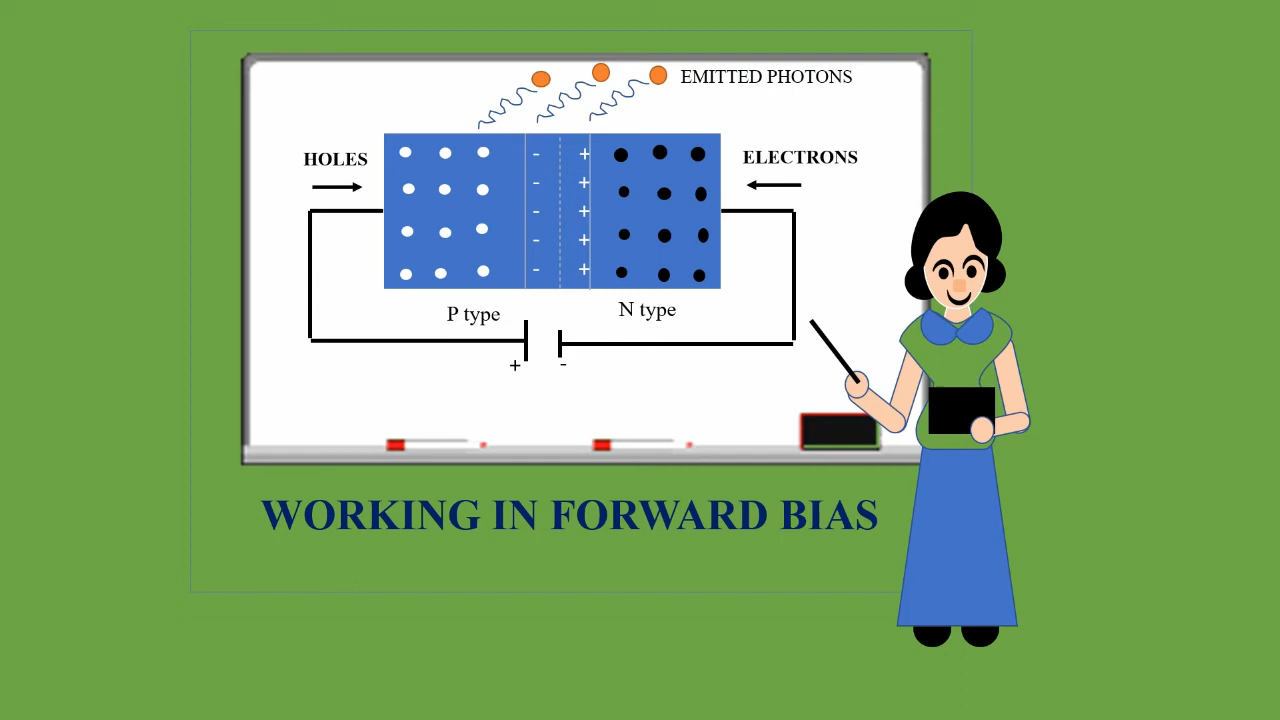 EMITTED PHOTONS
HOLES
ELECTRONS
- +
- +
- +
- +
- +
P type
N type
+ -
WORKING IN FORWARD BIAS